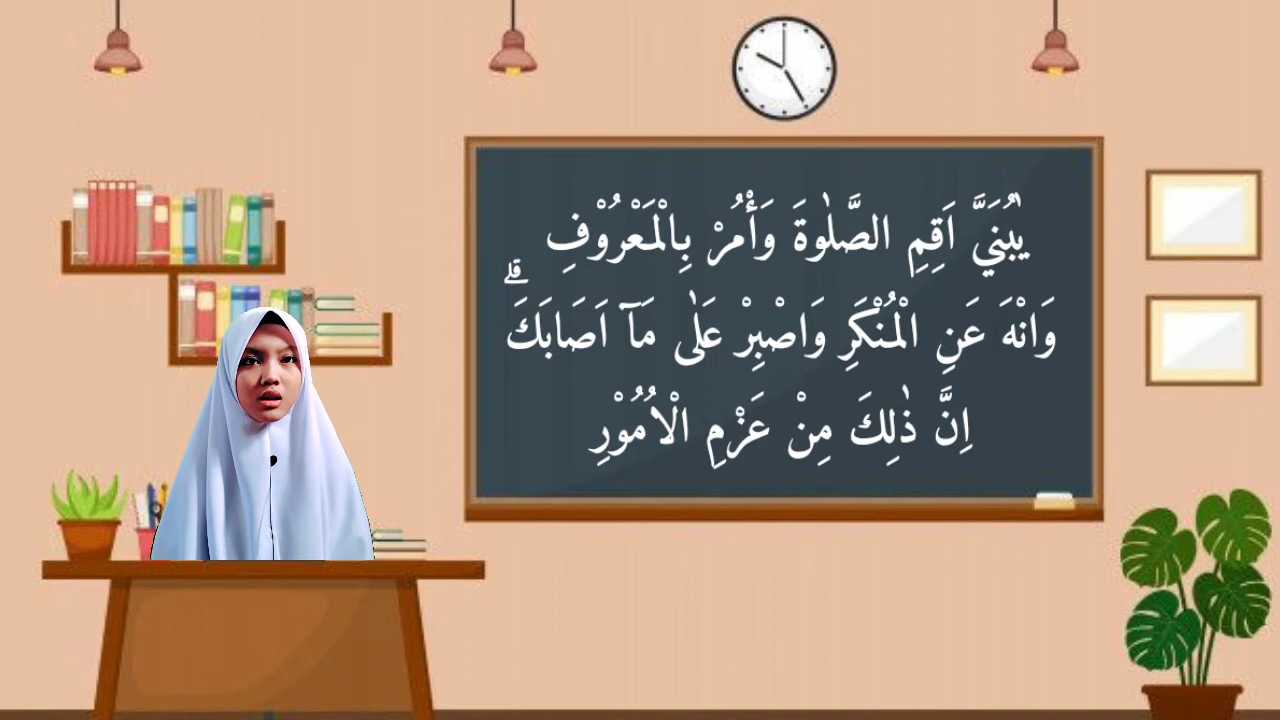 يٰبُنَيَّ اَقِمِ الصَّلٰوةَ وَأْمُرْ بِالْمَعْرُوْفِ
وَانْهَ عَنِ الْمُنْكَرِ وَاصْبِرْ عَلٰى مَآ اَصَابَكَۗ
اِنَّ ذٰلِكَ مِنْ عَزْمِ الْاُمُوْرِ